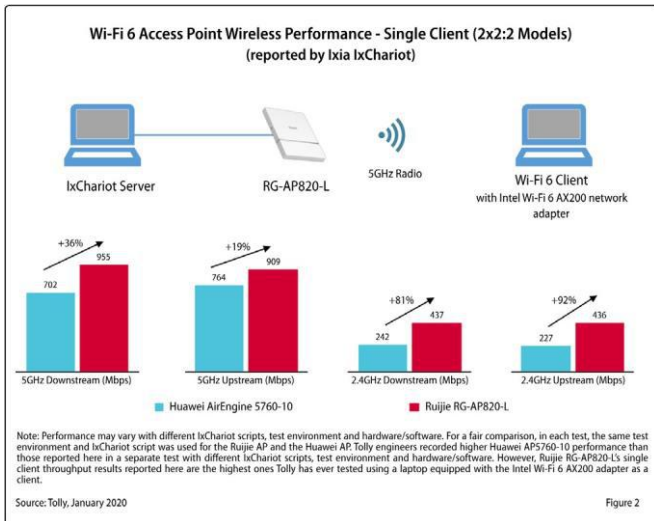 Wi-Fi 6 Access Point Wireless Performance - Single Client (2x2:2 Models)
(reported by Ixia IxChariot)
IxChariot Server
RG-AP820-L
5GHz Radio
Wi-Fi 6 Client
with Intel Wi-Fi 6 AX200 network
adapter
+36%
702
955
5GHz Downstream (Mbps)
+19%
764
909
5GHz Upstream (Mbps)
+81%
242
437
2.4GHz Downstream (Mbps)
+92%
227
436
2.4GHz Upstream (Mbps)
Huawei AirEngine 5760-10
Ruijie RG-AP820-L
Note: Performance may vary with different IxChariot scripts, test environment and hardware/software. For a fair comparison, in each test, the same test
environment and IxChariot script was used for the Ruijie AP and the Huawei AP. Tolly engineers recorded higher Huawei AP5760-10 performance than
those reported here in a separate test with different IxChariot scripts, test environment and hardware/software. However, Ruijie RG-AP820-L's single
client throughput results reported here are the highest ones Tolly has ever tested using a laptop equipped with the Intel Wi-Fi 6 AX200 adapter as a
client.
Source: Tolly, January 2020
Figure 2